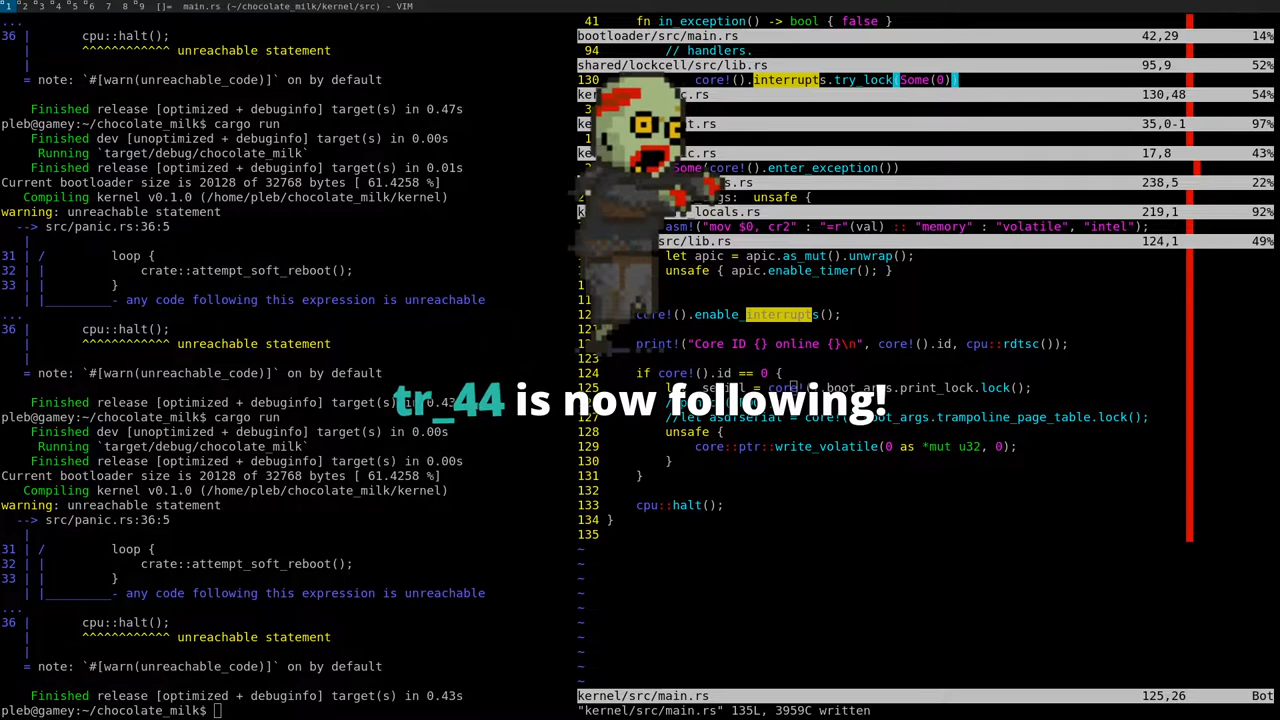 1 2 3 4 5 6 7 8 9 []= main.rs (~/chocolate_milk/kernel/src) - VIM
...
36 | cpu::halt();
| ^^^^^^^^^^^^ unreachable statement
|
= note: `#[warn(unreachable_code)]` on by default
Finished release [optimized + debuginfo] target(s) in 0.47s
pleb@gamey:~/chocolate_milk$ cargo run
Finished dev [unoptimized + debuginfo] target(s) in 0.00s
Running `target/debug/chocolate_milk`
Finished release [optimized + debuginfo] target(s) in 0.01s
Current bootloader size is 20128 of 32768 bytes [ 61.4258 %]
Compiling kernel v0.1.0 (/home/pleb/chocolate_milk/kernel)
warning: unreachable statement
--> src/panic.rs:36:5
|
31 | / loop {
32 | | crate::attempt_soft_reboot();
33 | | }
| |_________- any code following this expression is unreachable
...
36 | cpu::halt();
| ^^^^^^^^^^^^ unreachable statement
|
= note: `#[warn(unreachable_code)]` on by default
Finished release [optimized + debuginfo] target(s) in 0.43s
pleb@gamey:~/chocolate_milk$ cargo run
Finished dev [unoptimized + debuginfo] target(s) in 0.00s
Running `target/debug/chocolate_milk`
Finished release [optimized + debuginfo] target(s) in 0.00s
Current bootloader size is 20128 of 32768 bytes [ 61.4258 %]
Compiling kernel v0.1.0 (/home/pleb/chocolate_milk/kernel)
warning: unreachable statement
--> src/panic.rs:36:5
|
31 | / loop {
32 | | crate::attempt_soft_reboot();
33 | | }
| |_________- any code following this expression is unreachable
...
36 | cpu::halt();
| ^^^^^^^^^^^^ unreachable statement
|
= note: `#[warn(unreachable_code)]` on by default
Finished release [optimized + debuginfo] target(s) in 0.43s
pleb@gamey:~/chocolate_milk$
41 fn in_exception() -> bool { false }
bootloader/src/main.rs 42,29 14%
94 // handlers.
shared/lockcell/src/lib.rs 95,9 52%
130 core!().interrupts.try_lock(Some(0))
130,48 54%
35,0-1 97%
17,8 43%
Some(core!().enter_exception())
238,5 22%
unsafe {
locals.rs 219,1 92%
asm!("mov $0, cr2" : "=r"(val) :: "memory" : "volatile", "intel");
src/lib.rs 124,1 49%
let apic = apic.as_mut().unwrap();
unsafe { apic.enable_timer(); }
core!().enable_interrupts();
print!("Core ID {} online {}\n", core!().id, cpu::rdtsc());
124 if core!().id == 0 {
125 core!().boot_args.print_lock.lock();
127 .trampoline_page_table.lock();
128 unsafe {
129 core::ptr::write_volatile(0 as *mut u32, 0);
130 }
131 }
132
133 cpu::halt();
134 }
135
~
~
~
~
~
~
~
~
~
~
kernel/src/main.rs 125,26 Bot
"kernel/src/main.rs" 135L, 3959C written
tr_44 is now following!